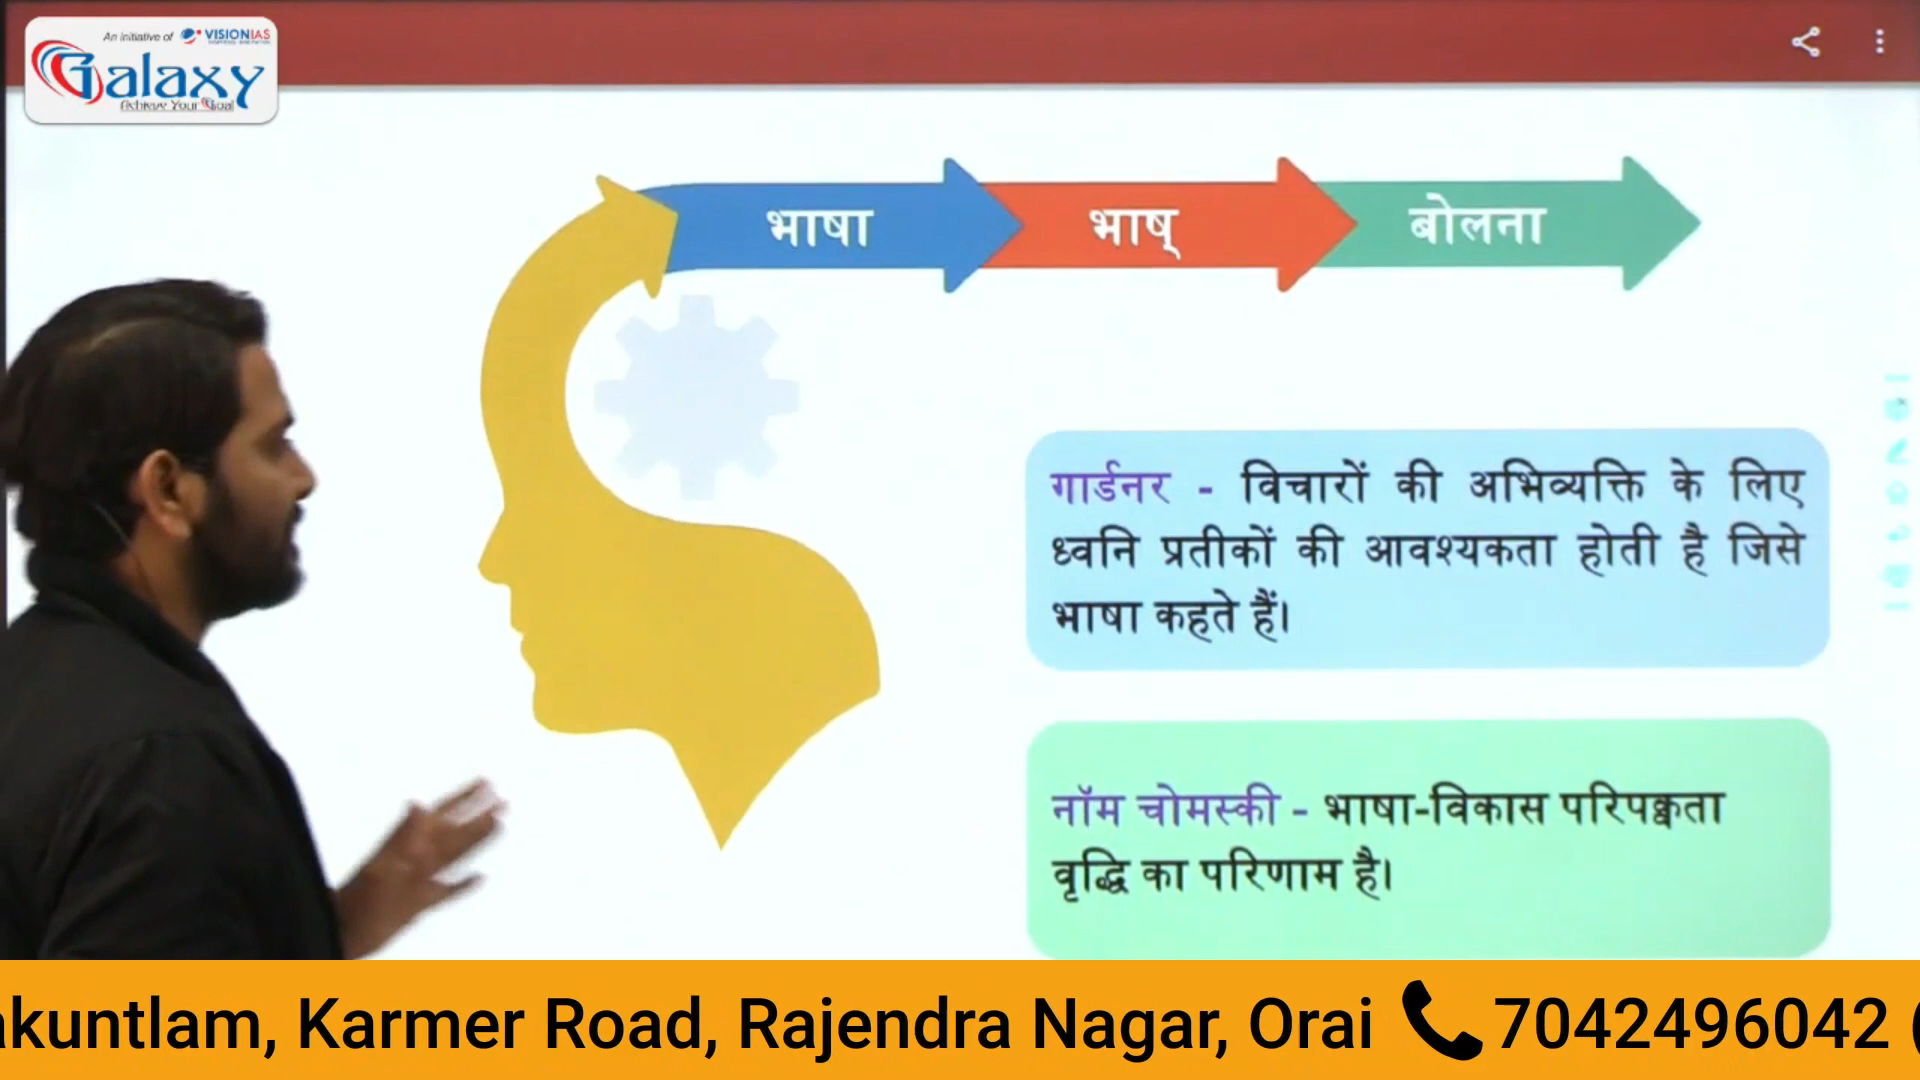 An initiative of VISIONIAS
Galaxy
Achieve Your Goal
भाषा
भाष्
बोलना
गार्डनर - विचारों की अभिव्यक्ति के लिए
ध्वनि प्रतीकों की आवश्यकता होती है जिसे
भाषा कहते हैं।
नॉम चोमस्की - भाषा-विकास परिपक्वता
वृद्धि का परिणाम है।
akuntlam, Karmer Road, Rajendra Nagar, Orai 7042496042 (